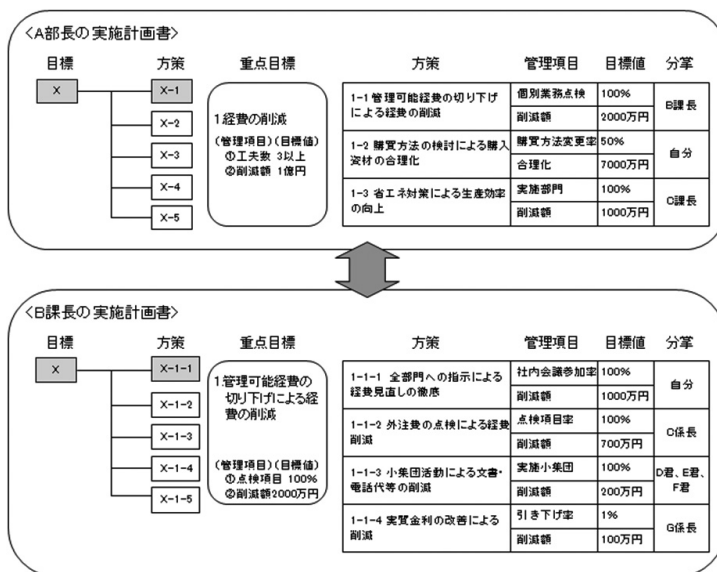 <A部長の実施計画書>
目標 方策 重点目標 方策 管理項目 目標値 分掌
X
X-1
X-2
X-3
X-4
X-5
1.経費の削減
(管理項目)(目標値)
①工夫数 3以上
②削減額 1億円
1-1 管理可能経費の切り下げ
による経費の削減
個別業務点検 100%
削減額 2000万円
B課長
1-2 購買方法の検討による購入
資材の合理化
購買方法変更率 50%
合理化 7000万円
自分
1-3 省エネ対策による生産効率
の向上
実施部門 100%
削減額 1000万円
C課長
<B課長の実施計画書>
目標 方策 重点目標 方策 管理項目 目標値 分掌
X
X-1-1
X-1-2
X-1-3
X-1-4
X-1-5
1.管理可能経費の
切り下げによる経
費の削減
(管理項目)(目標値)
①点検項目 100%
②削減額2000万円
1-1-1 全部門への指示による
経費見直しの徹底
社内会議参加率 100%
削減額 1000万円
自分
1-1-2 外注費の点検による経費
削減
点検項目率 100%
削減額 700万円
C係長
1-1-3 小集団活動による文書・
電話代等の削減
実施小集団 100%
削減額 200万円
D君、E君、
F君
1-1-4 実質金利の改善による
削減
引き下げ率 1%
削減額 100万円
G係長